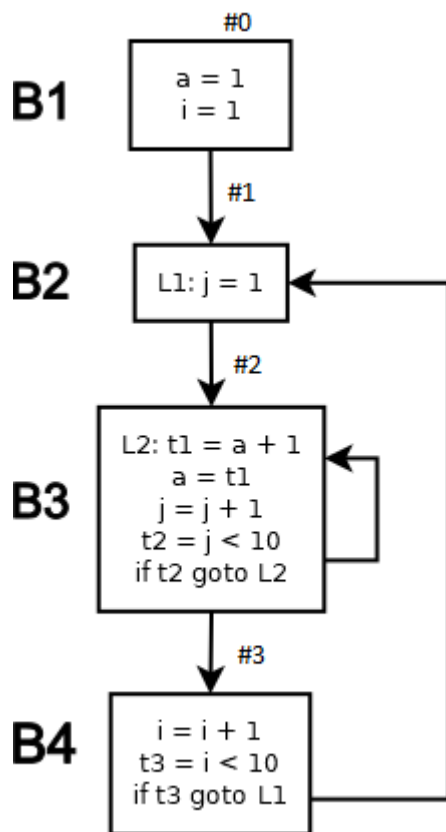 #0
B1
a = 1
i = 1
#1
B2
L1: j = 1
#2
B3
L2: t1 = a + 1
a = t1
j = j + 1
t2 = j < 10
if t2 goto L2
#3
B4
i = i + 1
t3 = i < 10
if t3 goto L1